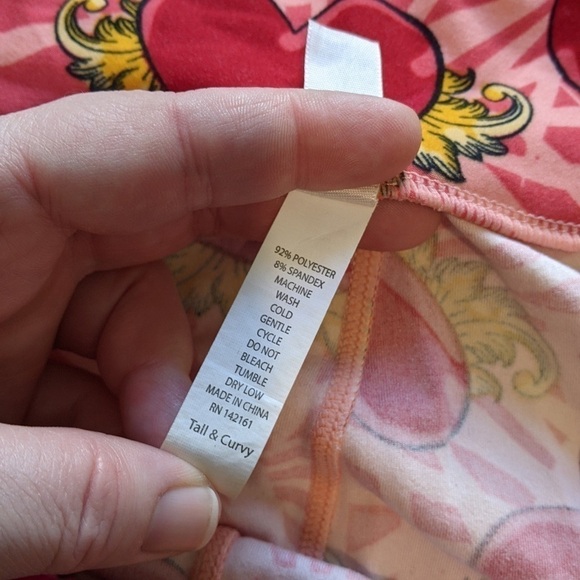 92% POLYESTER
8% SPANDEX
MACHINE
WASH
COLD
GENTLE
CYCLE
DO NOT
BLEACH
TUMBLE
DRY LOW
MADE IN CHINA
RN 142161
Tall & Curvy